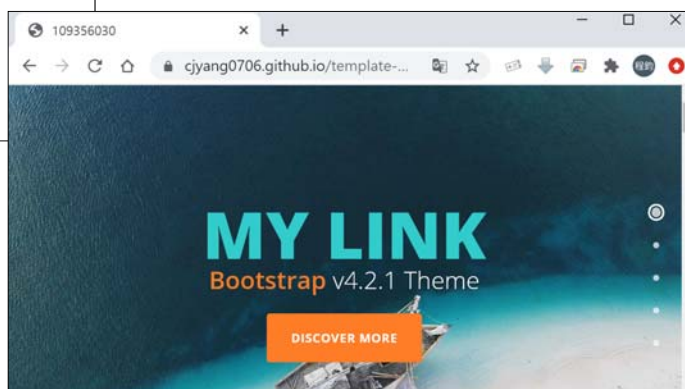 109356030
cjyang0706.github.io/template-...
程鈞
MY LINK
Bootstrap v4.2.1 Theme
DISCOVER MORE